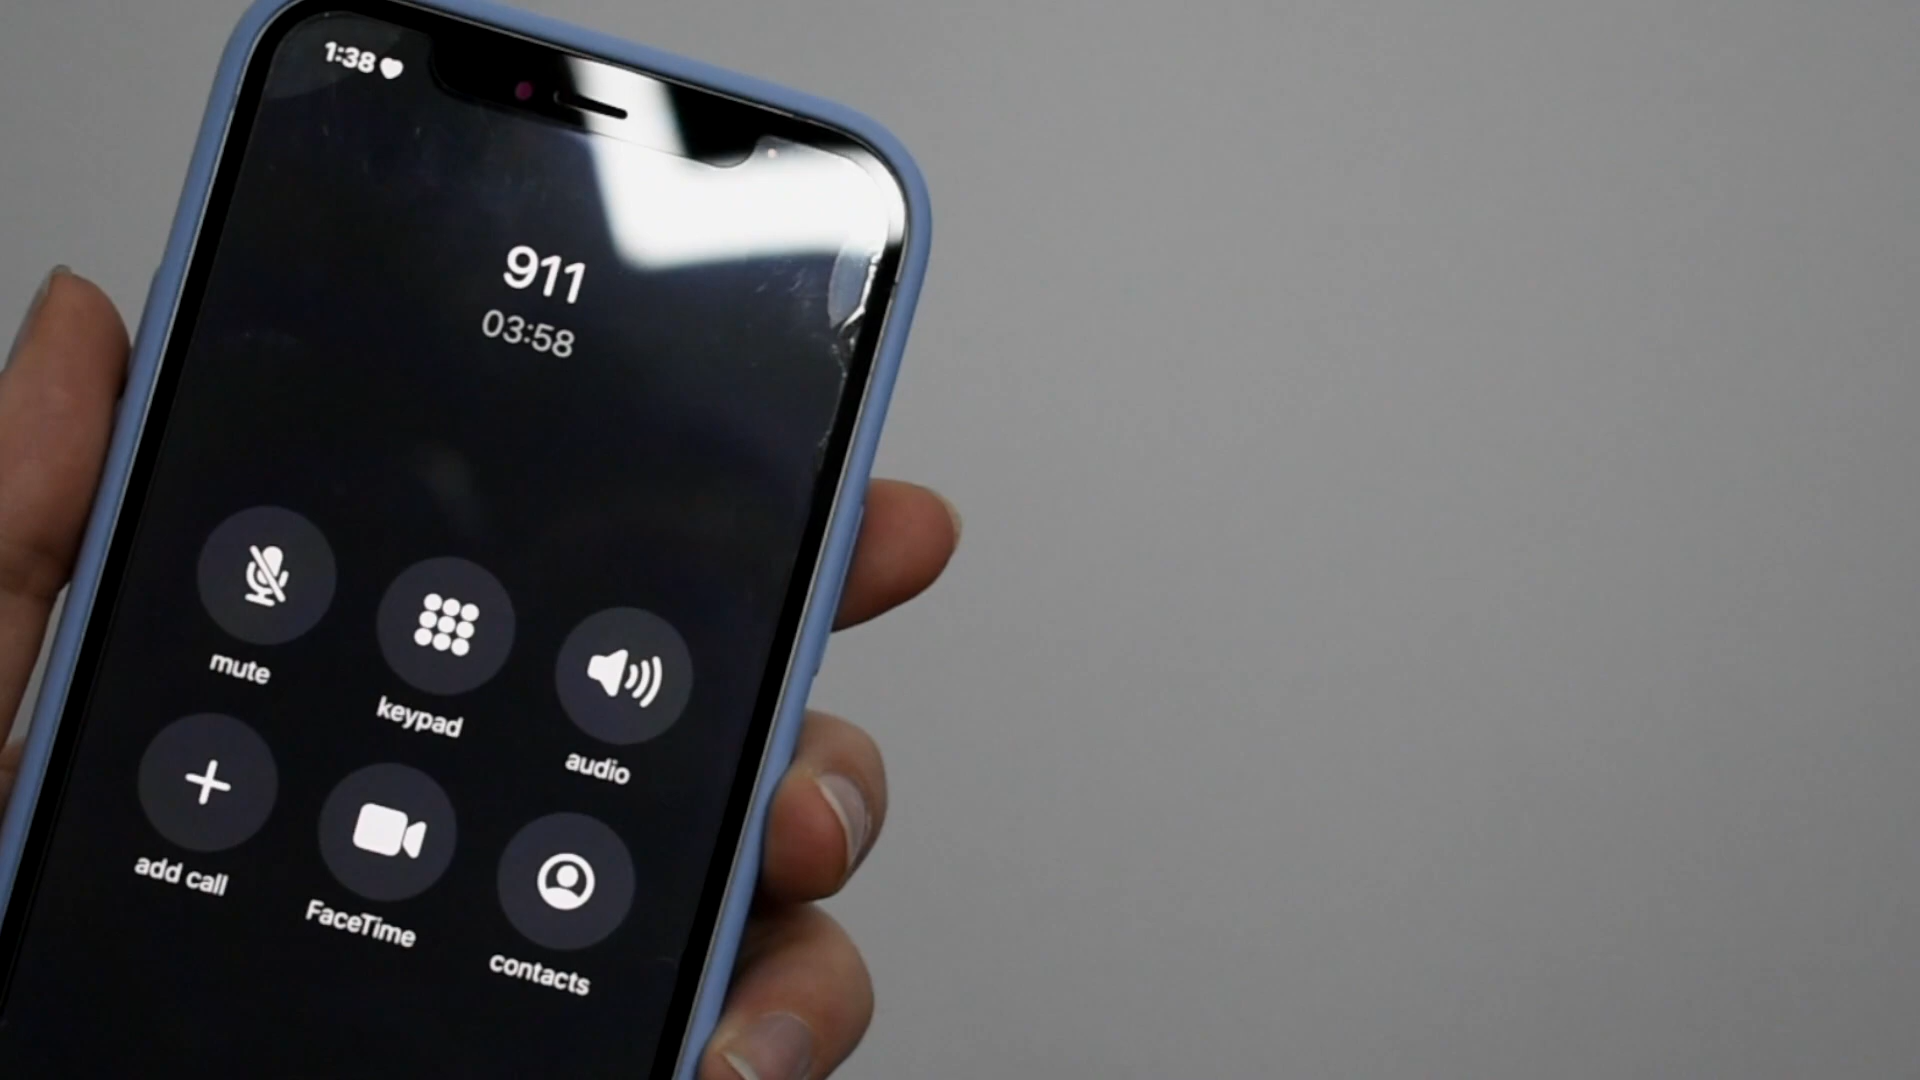 1:38
911
03:58
mute
keypad
audio
add call
FaceTime
contacts